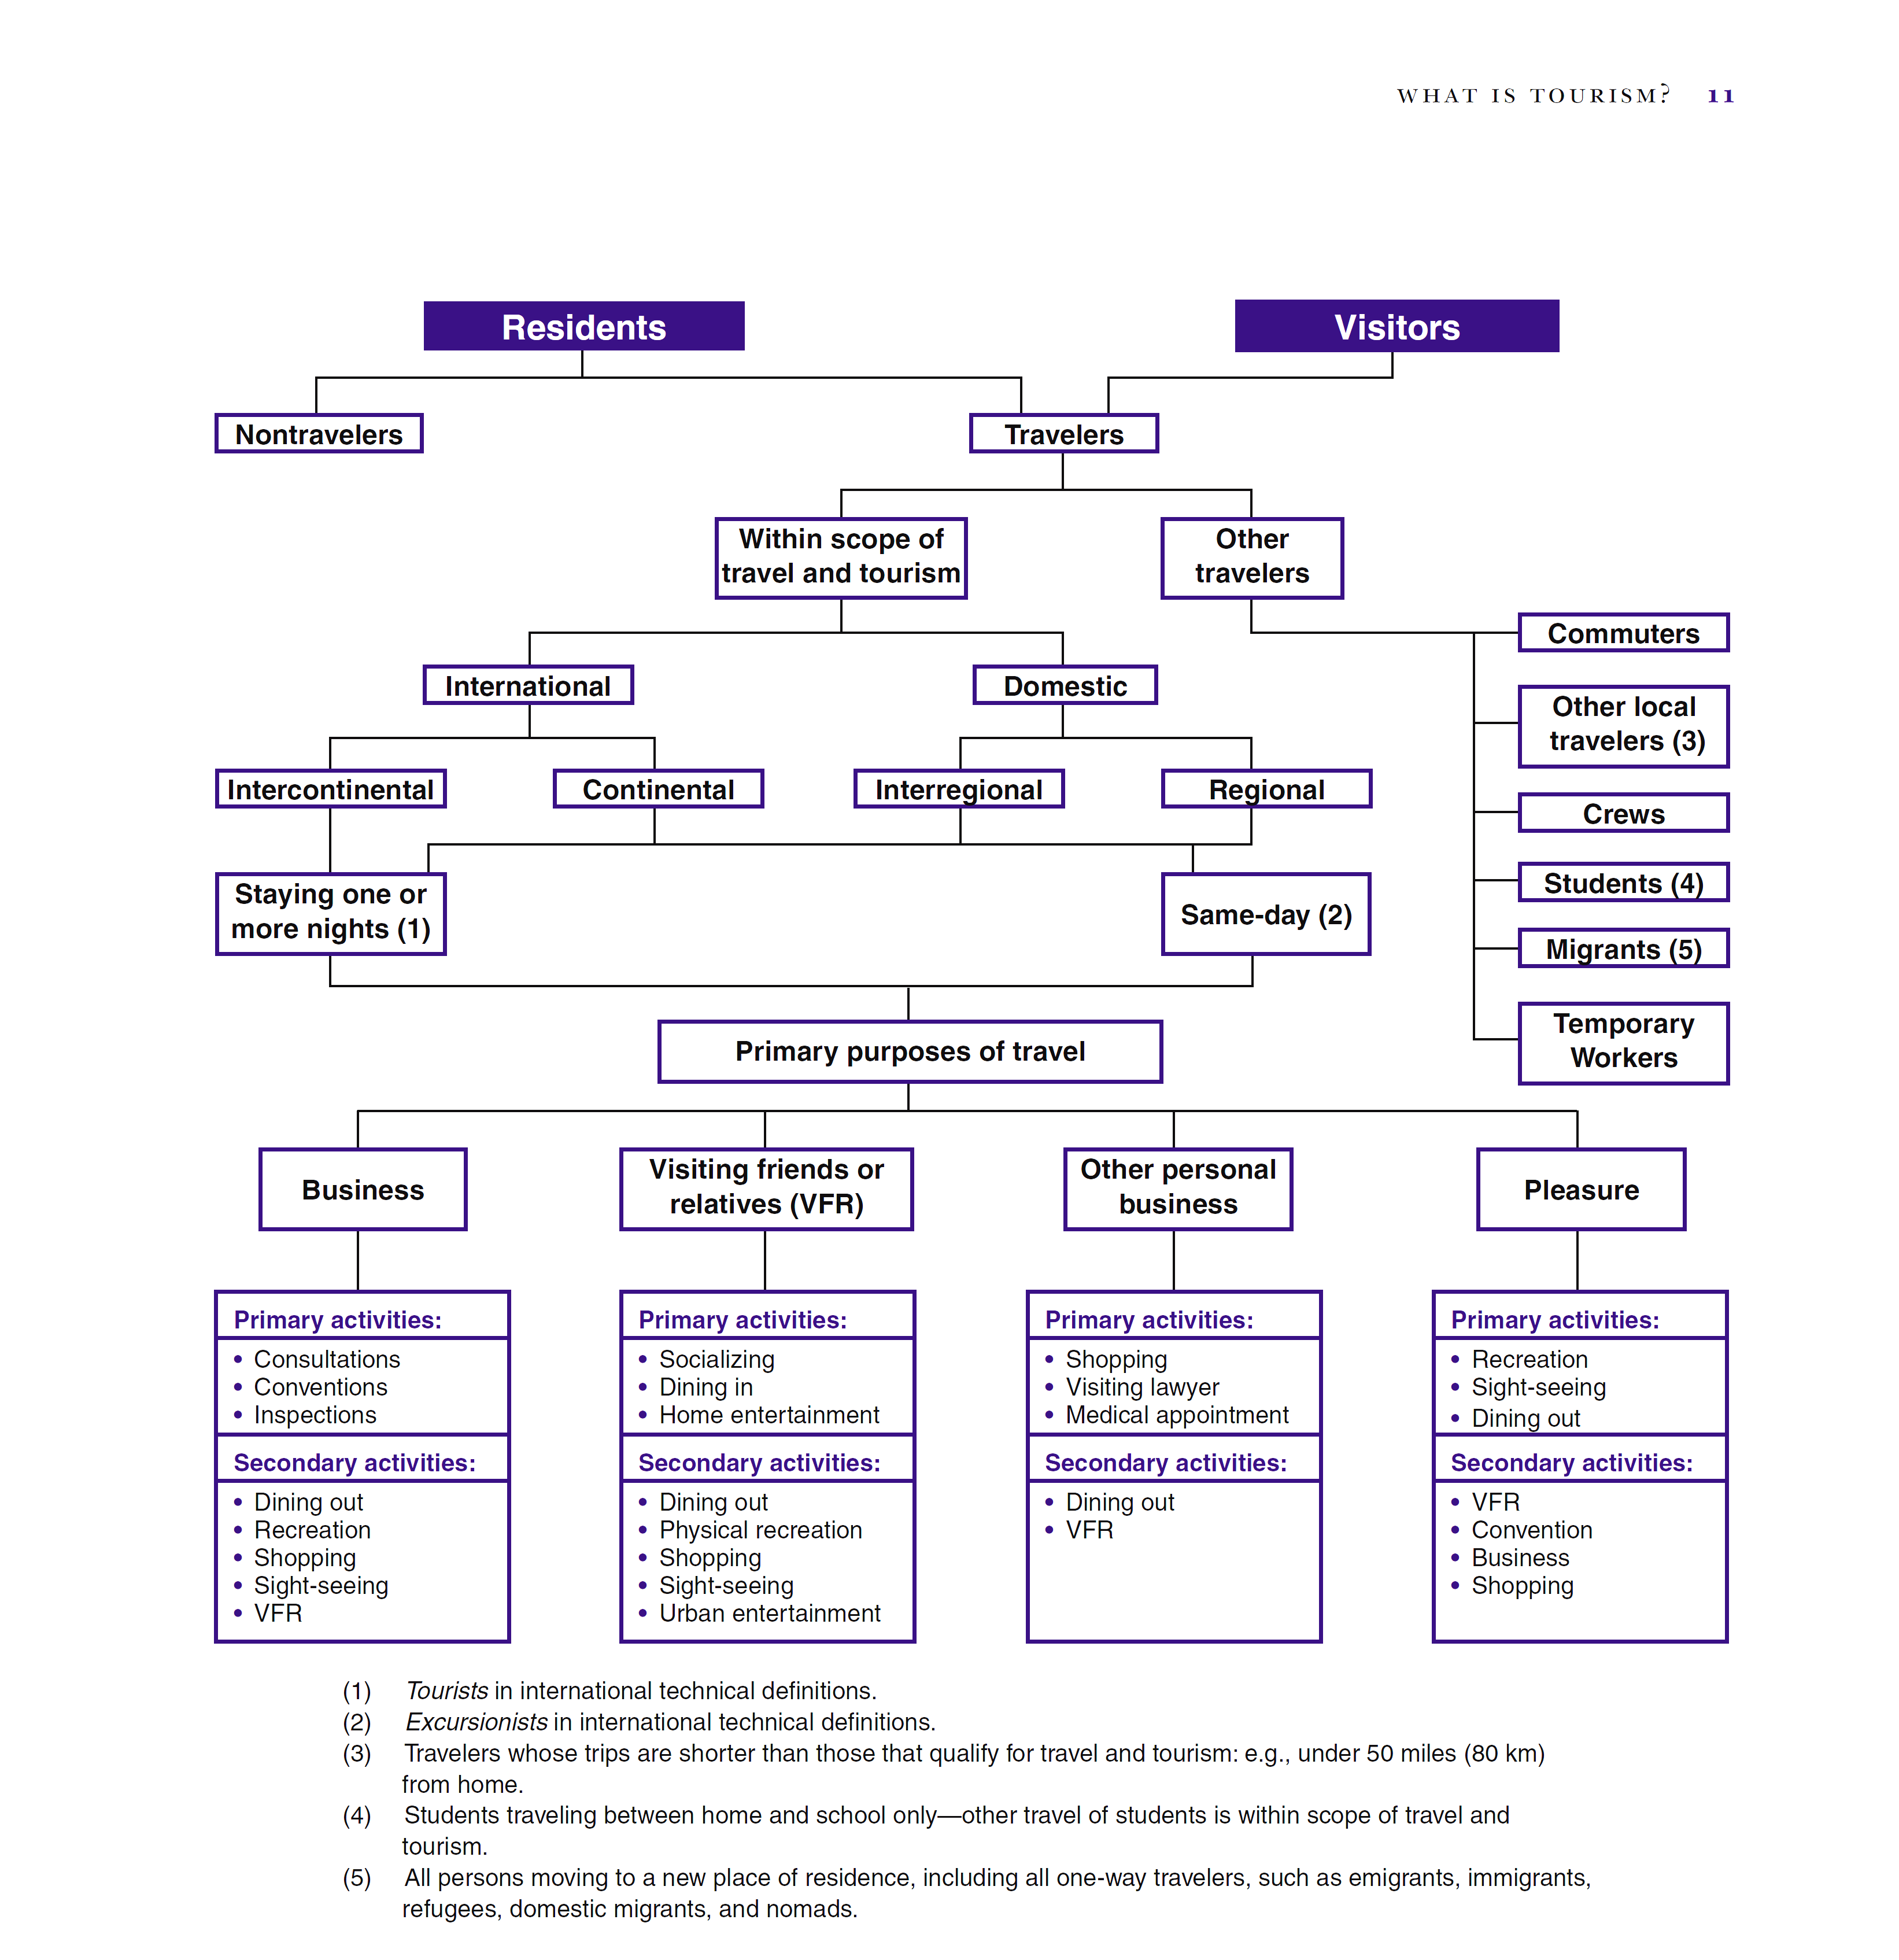 WHAT IS TOURISM? 11
Residents
Visitors
Nontravelers
Travelers
Within scope of
travel and tourism
Other
travelers
Commuters
International
Domestic
Other local
travelers (3)
Intercontinental
Continental
Interregional
Regional
Crews
Staying one or
more nights (1)
Same-day (2)
Students (4)
Migrants (5)
Temporary
Workers
Primary purposes of travel
Business
Visiting friends or
relatives (VFR)
Other personal
business
Pleasure
Primary activities:
• Consultations
• Conventions
• Inspections
Secondary activities:
• Dining out
• Recreation
• Shopping
• Sight-seeing
• VFR
Primary activities:
• Socializing
• Dining in
• Home entertainment
Secondary activities:
• Dining out
• Physical recreation
• Shopping
• Sight-seeing
• Urban entertainment
Primary activities:
• Shopping
• Visiting lawyer
• Medical appointment
Secondary activities:
• Dining out
• VFR
Primary activities:
• Recreation
• Sight-seeing
• Dining out
Secondary activities:
• VFR
• Convention
• Business
• Shopping
(1) Tourists in international technical definitions.
(2) Excursionists in international technical definitions.
(3) Travelers whose trips are shorter than those that qualify for travel and tourism: e.g., under 50 miles (80 km)
from home.
(4) Students traveling between home and school only—other travel of students is within scope of travel and
tourism.
(5) All persons moving to a new place of residence, including all one-way travelers, such as emigrants, immigrants,
refugees, domestic migrants, and nomads.